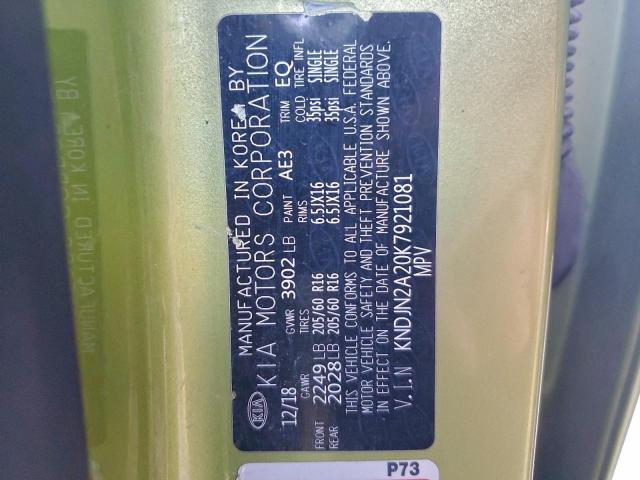 MANUFACTURED IN KOREA BY
KIA KIA MOTORS CORPORATION
12/18 GVWR 3902 LB PAINT AE3 TRIM EQ
GAWR TIRES RIMS COLD TIRE INFL
FRONT 2249 LB 205/60 R16 6.5JX16 35psi SINGLE
REAR 2028 LB 205/60 R16 6.5JX16 35psi SINGLE
THIS VEHICLE CONFORMS TO ALL APPLICABLE U.S.A. FEDERAL
MOTOR VEHICLE SAFETY AND THEFT PREVENTION STANDARDS
IN EFFECT ON THE DATE OF MANUFACTURE SHOWN ABOVE.
V.I.N KNDJN2A20K7921081
MPV
P73